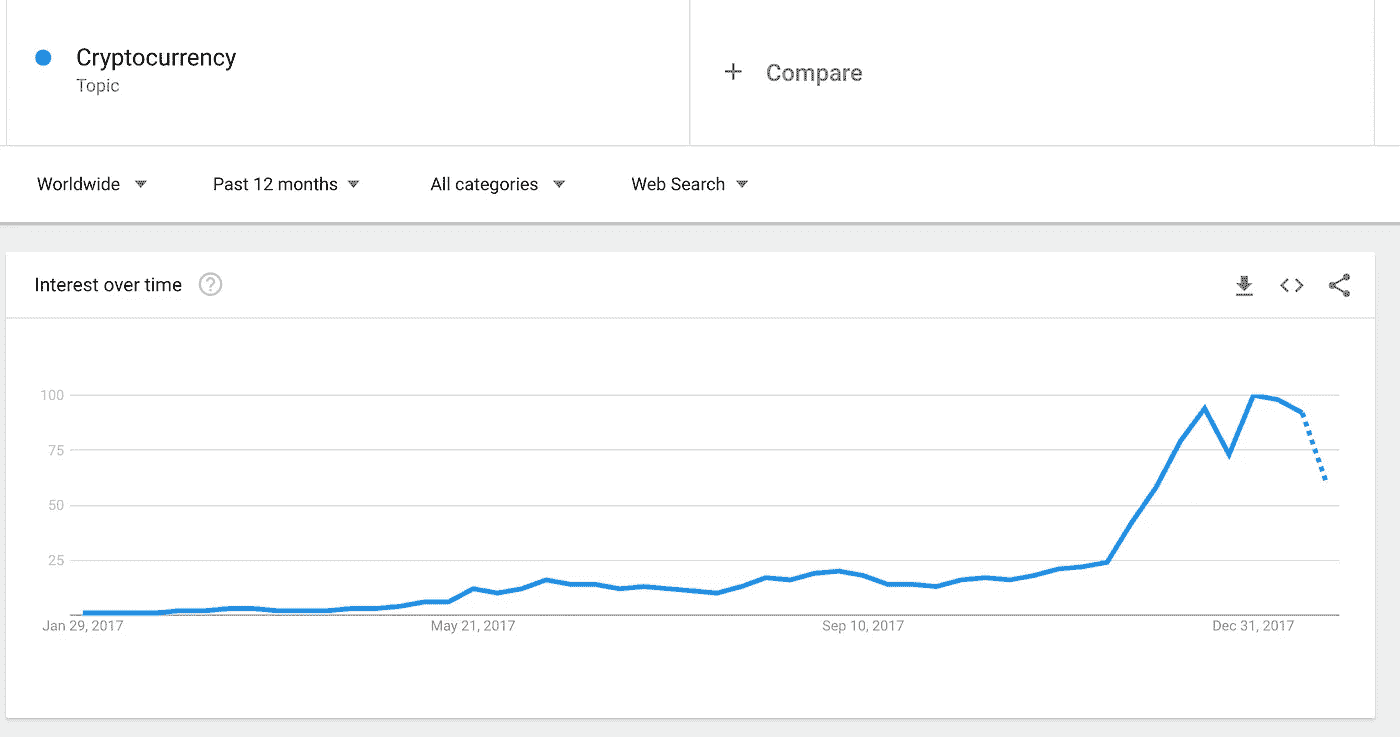 Cryptocurrency
Topic
+ Compare
Worldwide Past 12 months All categories Web Search
Interest over time ?
100
75
50
25
Jan 29, 2017 May 21, 2017 Sep 10, 2017 Dec 31, 2017